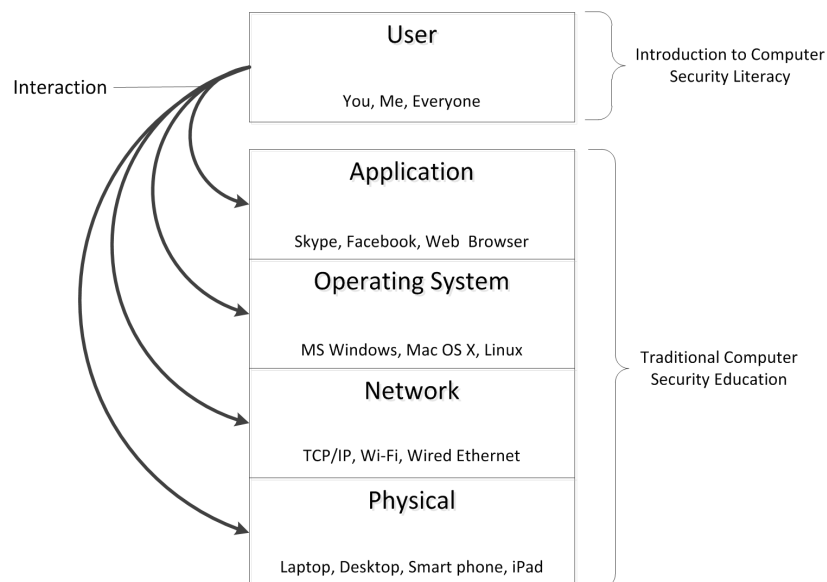 User
You, Me, Everyone
Introduction to Computer
Security Literacy
Interaction
Application
Skype, Facebook, Web Browser
Operating System
MS Windows, Mac OS X, Linux
Traditional Computer
Security Education
Network
TCP/IP, Wi-Fi, Wired Ethernet
Physical
Laptop, Desktop, Smart phone, iPad